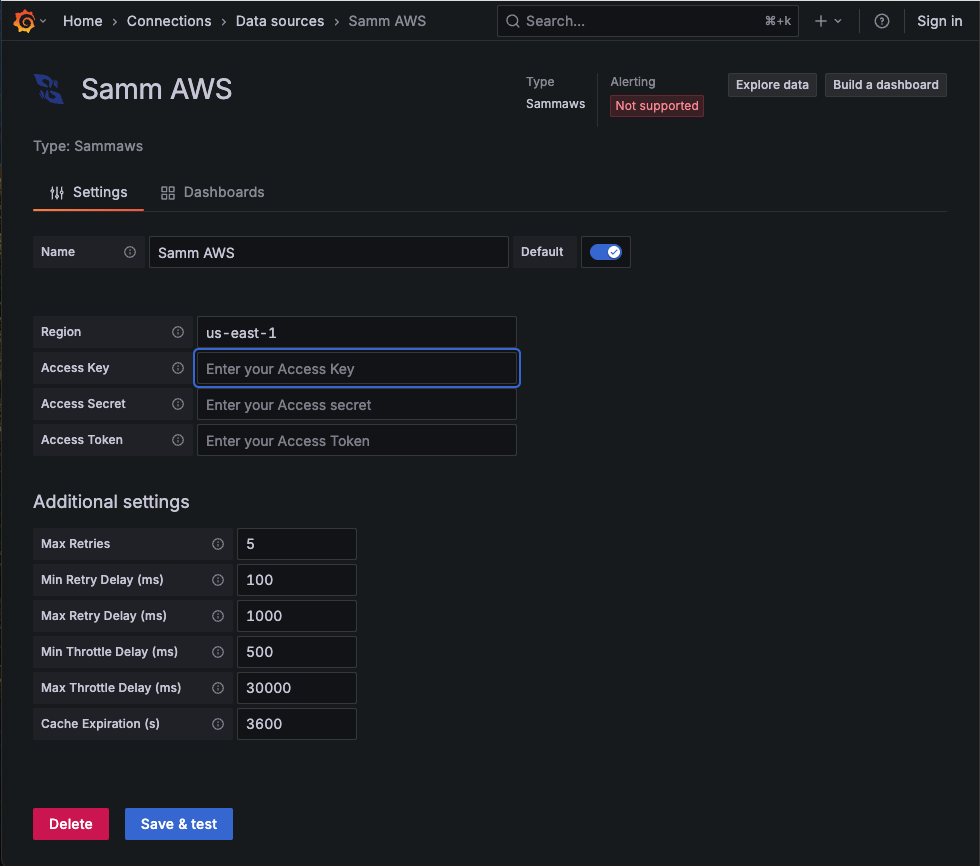 Home > Connections > Data sources > Samm AWS
Search...
⌘+k
Sign in
Samm AWS
Type
Sammaws
Alerting
Not supported
Explore data
Build a dashboard
Type: Sammaws
Settings
Dashboards
Name
Samm AWS
Default
Region
us-east-1
Access Key
Enter your Access Key
Access Secret
Enter your Access secret
Access Token
Enter your Access Token
Additional settings
Max Retries
5
Min Retry Delay (ms)
100
Max Retry Delay (ms)
1000
Min Throttle Delay (ms)
500
Max Throttle Delay (ms)
30000
Cache Expiration (s)
3600
Delete
Save & test